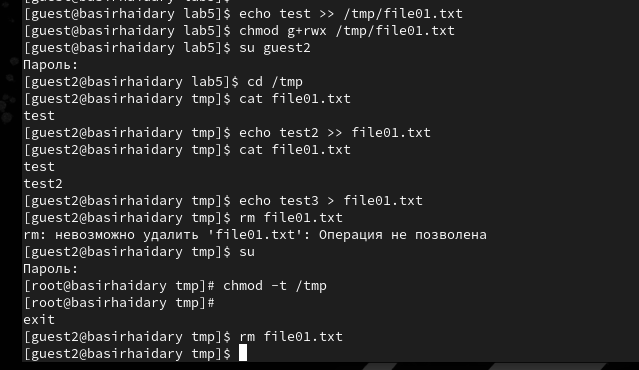 [guest@basirhaidary lab5]$ echo test >> /tmp/file01.txt
[guest@basirhaidary lab5]$ chmod g+rwx /tmp/file01.txt
[guest@basirhaidary lab5]$ su guest2
Пароль:
[guest2@basirhaidary lab5]$ cd /tmp
[guest2@basirhaidary tmp]$ cat file01.txt
test
[guest2@basirhaidary tmp]$ echo test2 >> file01.txt
[guest2@basirhaidary tmp]$ cat file01.txt
test
test2
[guest2@basirhaidary tmp]$ echo test3 > file01.txt
[guest2@basirhaidary tmp]$ rm file01.txt
rm: невозможно удалить 'file01.txt': Операция не позволена
[guest2@basirhaidary tmp]$ su
Пароль:
[root@basirhaidary tmp]# chmod -t /tmp
[root@basirhaidary tmp]#
exit
[guest2@basirhaidary tmp]$ rm file01.txt
[guest2@basirhaidary tmp]$